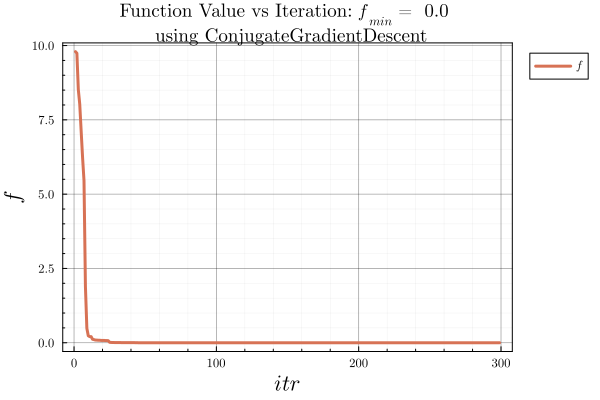 Function Value vs Iteration: f_min = 0.0
using ConjugateGradientDescent
f
10.0
7.5
5.0
2.5
0.0
f
0
100
200
300
itr